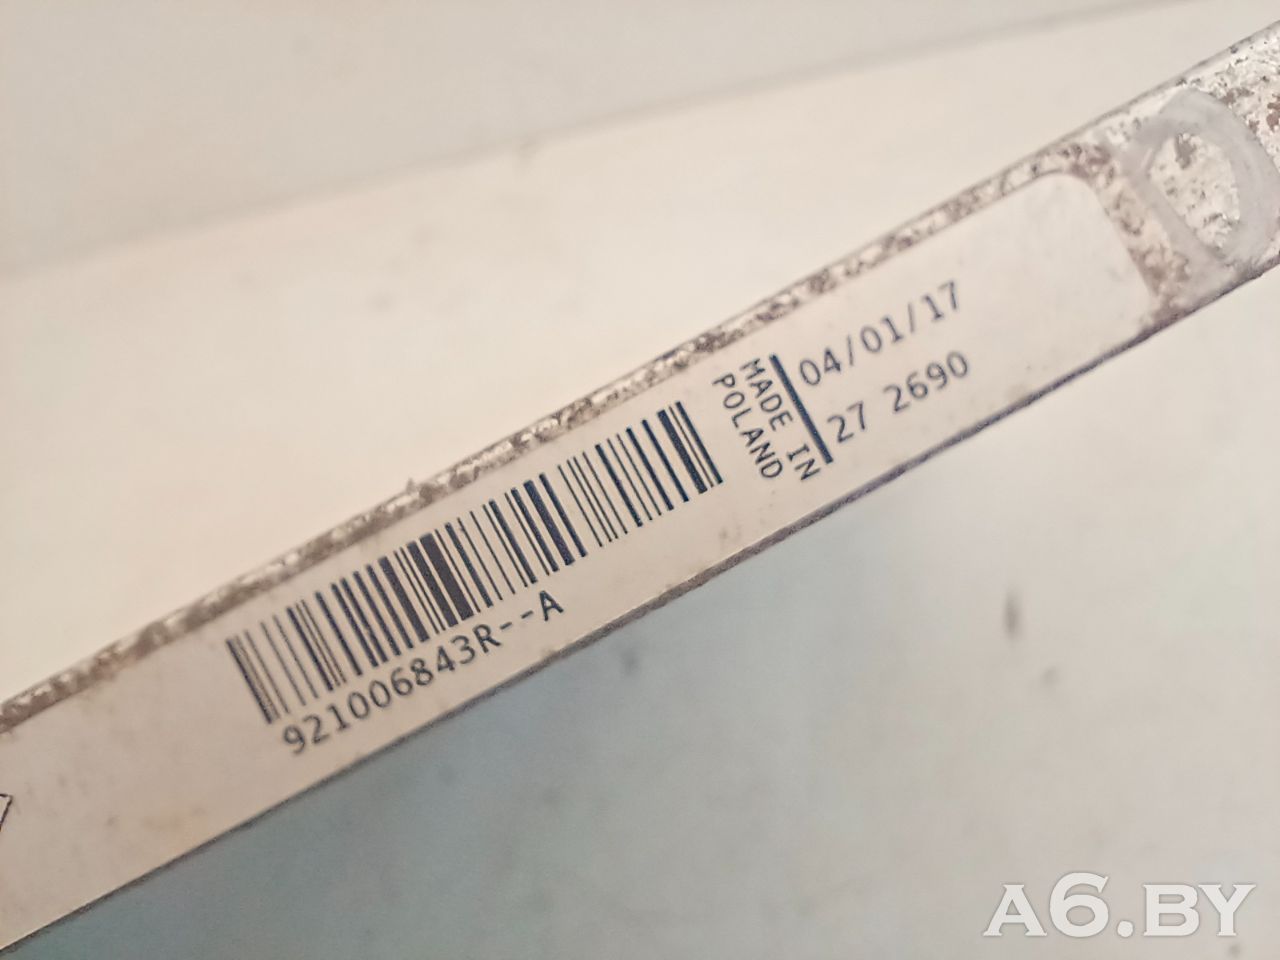 921006843R--A
MADE IN
POLAND
04/01/17
27 2690
A6.BY